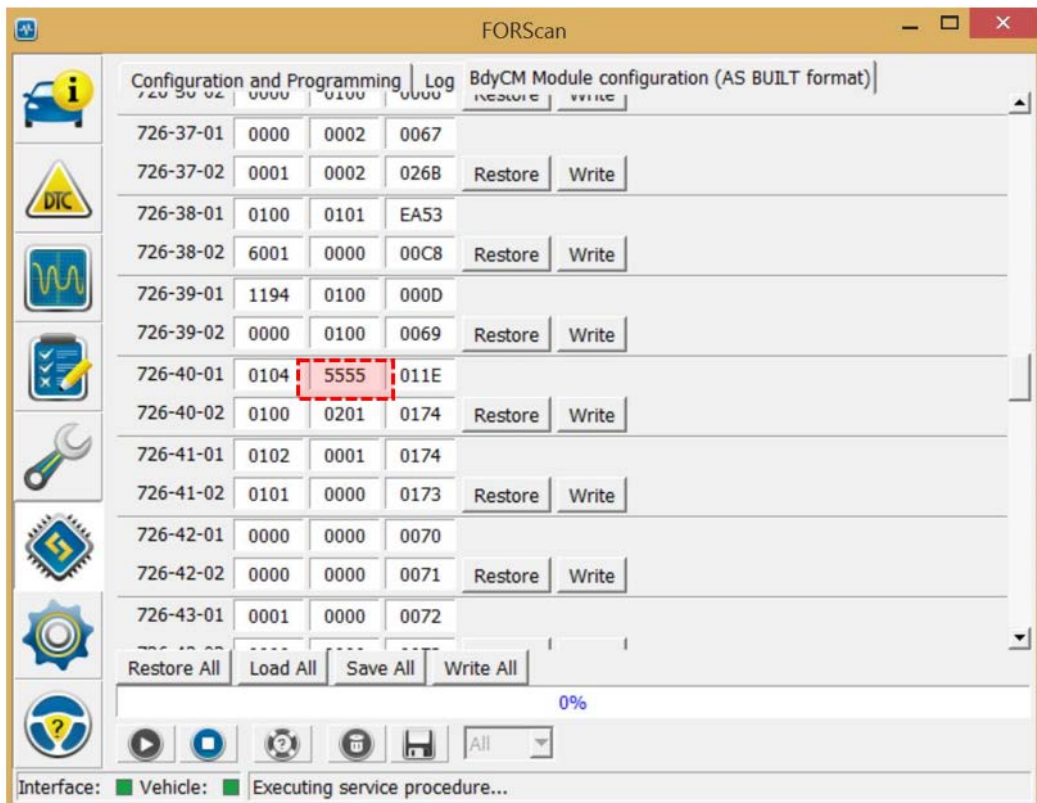 FORScan
Configuration and Programming Log BdyCM Module configuration (AS BUILT format)
Restore Write
726-37-01 0000 0002 0067
726-37-02 0001 0002 026B Restore Write
726-38-01 0100 0101 EA53
726-38-02 6001 0000 00C8 Restore Write
726-39-01 1194 0100 000D
726-39-02 0000 0100 0069 Restore Write
726-40-01 0104 5555 011E
726-40-02 0100 0201 0174 Restore Write
726-41-01 0102 0001 0174
726-41-02 0101 0000 0173 Restore Write
726-42-01 0000 0000 0070
726-42-02 0000 0000 0071 Restore Write
726-43-01 0001 0000 0072
Restore All Load All Save All Write All
0%
All
Interface: Vehicle: Executing service procedure...
i
DTC
?
?